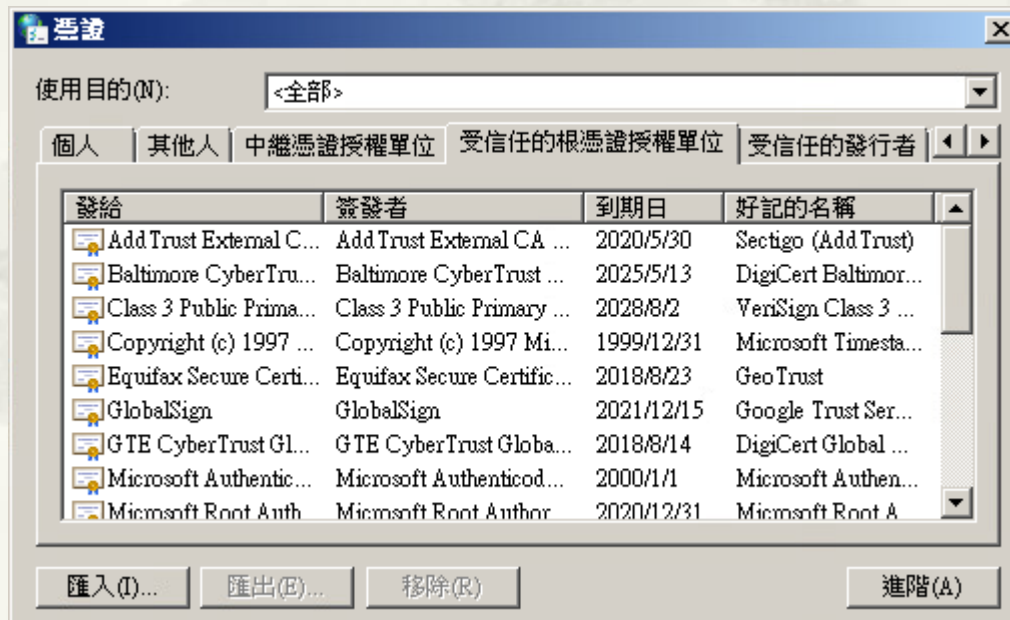 憑證
使用目的(N): <全部>
個人 其他人 中繼憑證授權單位 受信任的根憑證授權單位 受信任的發行者
發給 簽發者 到期日 好記的名稱
AddTrust External C... AddTrust External CA ... 2020/5/30 Sectigo (AddTrust)
Baltimore CyberTru... Baltimore CyberTrust ... 2025/5/13 DigiCert Baltimor...
Class 3 Public Prima... Class 3 Public Primary ... 2028/8/2 VeriSign Class 3 ...
Copyright (c) 1997 ... Copyright (c) 1997 Mi... 1999/12/31 Microsoft Timesta...
Equifax Secure Certi... Equifax Secure Certific... 2018/8/23 GeoTrust
GlobalSign GlobalSign 2021/12/15 Google Trust Ser...
GTE CyberTrust Gl... GTE CyberTrust Globa... 2018/8/14 DigiCert Global ...
Microsoft Authentic... Microsoft Authenticod... 2000/1/1 Microsoft Authen...
Microsoft Root Auth Microsoft Root Author 2020/12/31 Microsoft Root A
匯入(I)... 匯出(E)... 移除(R) 進階(A)